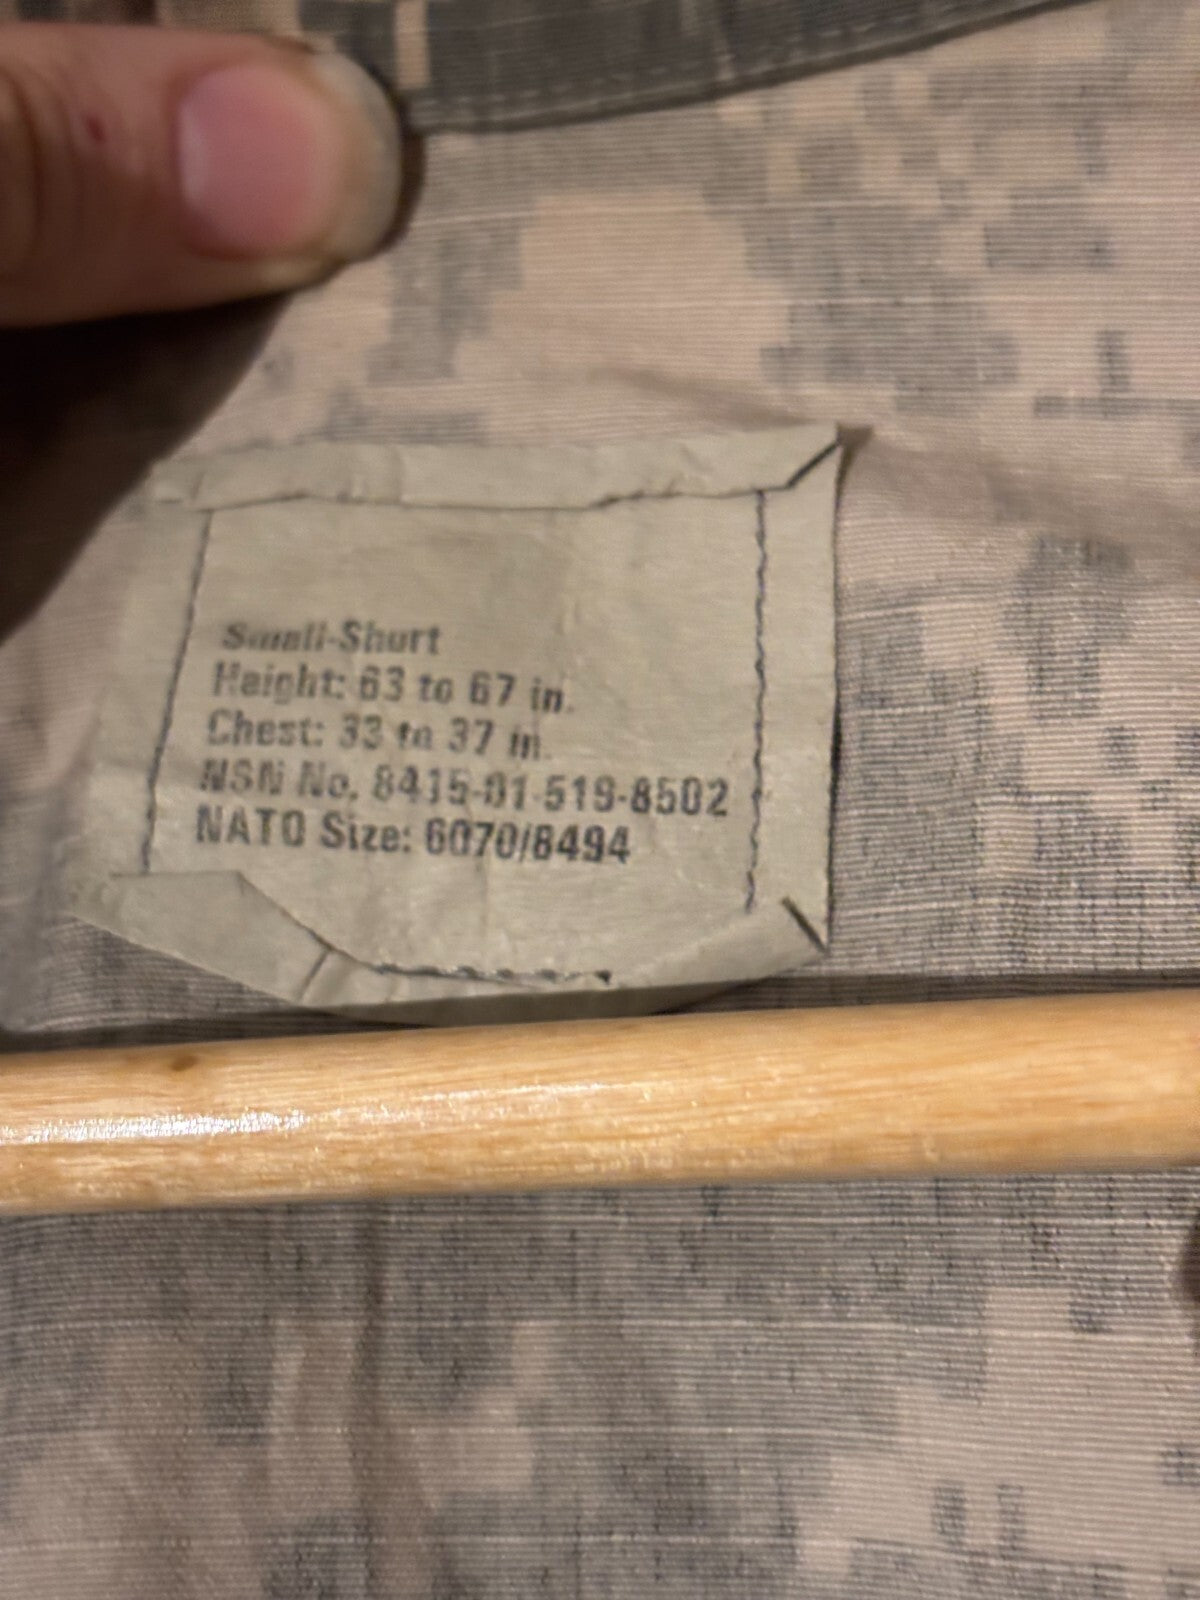 Small-Short
Height: 63 to 67 in.
Chest: 33 to 37 in.
NSN No. 8415-01-519-8502
NATO Size: 6070/8494